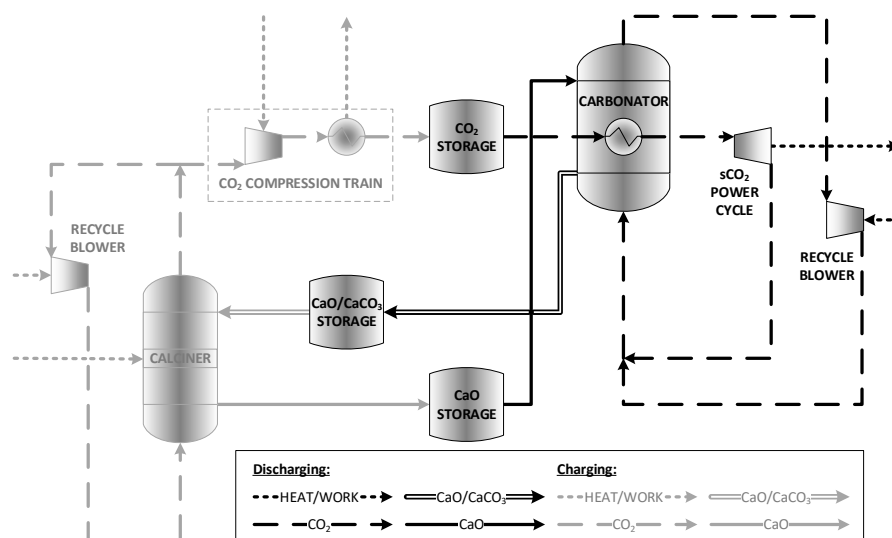 CARBONATOR
CO₂
STORAGE
CO₂ COMPRESSION TRAIN
sCO₂
POWER
CYCLE
RECYCLE
BLOWER
RECYCLE
BLOWER
CaO/CaCO₃
STORAGE
CALCINER
CaO
STORAGE
Discharging:
Charging:
HEAT/WORK
CaO/CaCO₃
HEAT/WORK
CaO/CaCO₃
CO₂
CaO
CO₂
CaO